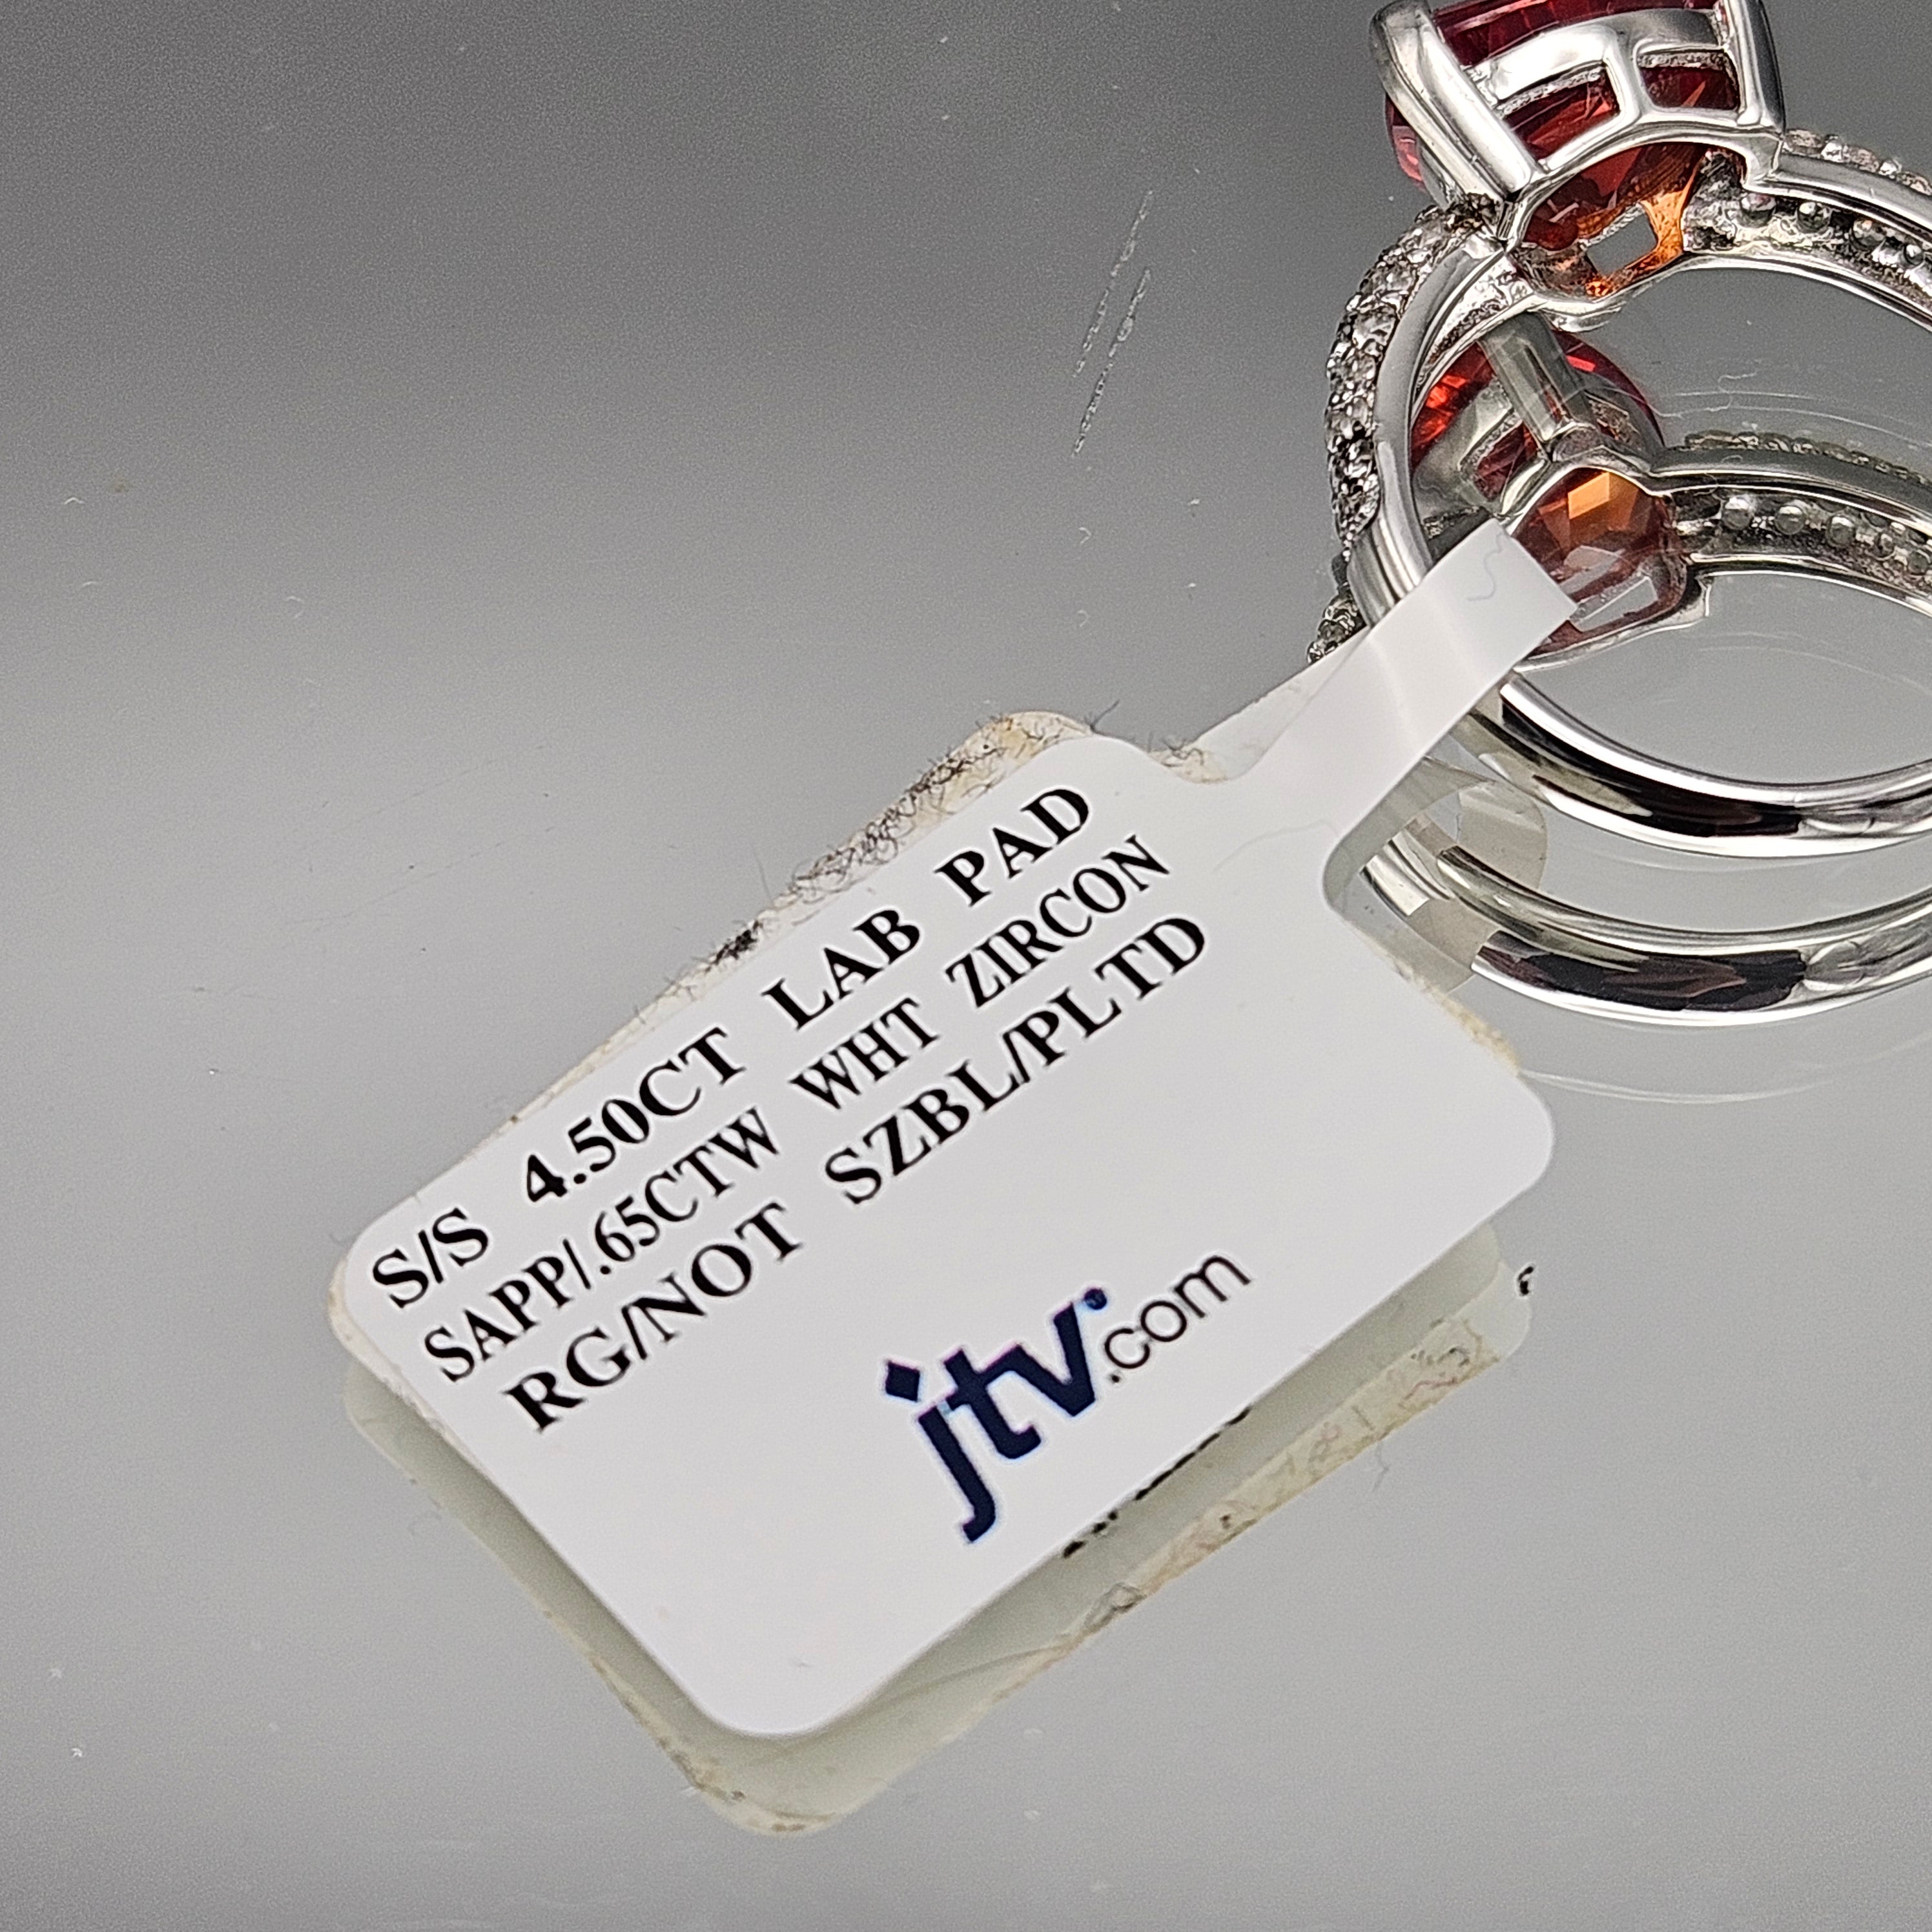 S/S 4.50CT LAB PAD
SAPP/.65CTW WHT ZIRCON
RG/NOT SZBL/PLTD
jtv.com